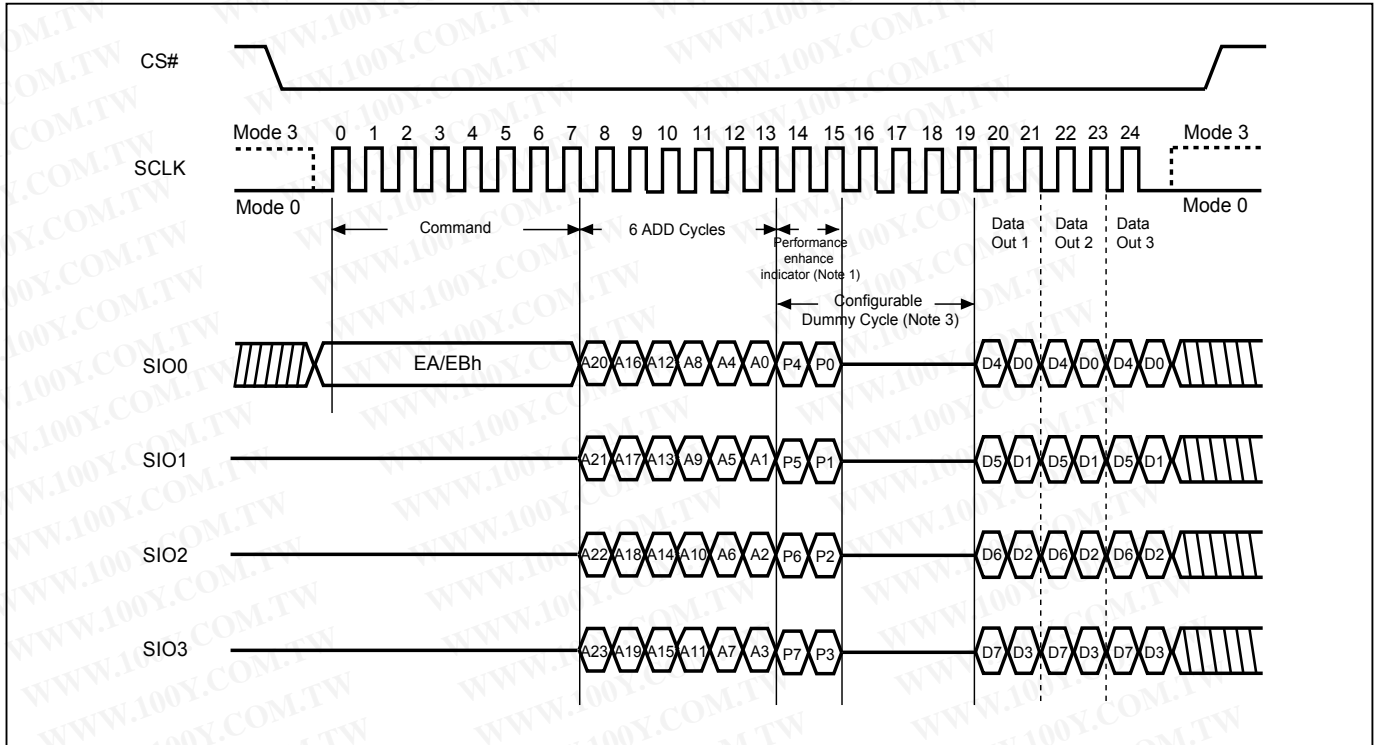 CS#
Mode 3 0 1 2 3 4 5 6 7 8 9 10 11 12 13 14 15 16 17 18 19 20 21 22 23 24 Mode 3
SCLK
Mode 0 Mode 0
Command 6 ADD Cycles Performance enhance indicator (Note 1) Data Out 1 Data Out 2 Data Out 3
Configurable
Dummy Cycle (Note 3)
SIO0 EA/EBh A20 A16 A12 A8 A4 A0 P4 P0 D4 D0 D4 D0 D4 D0
SIO1 A21 A17 A13 A9 A5 A1 P5 P1 D5 D1 D5 D1 D5 D1
SIO2 A22 A18 A14 A10 A6 A2 P6 P2 D6 D2 D6 D2 D6 D2
SIO3 A23 A19 A15 A11 A7 A3 P7 P3 D7 D3 D7 D3 D7 D3
WWW.100Y.COM.TW